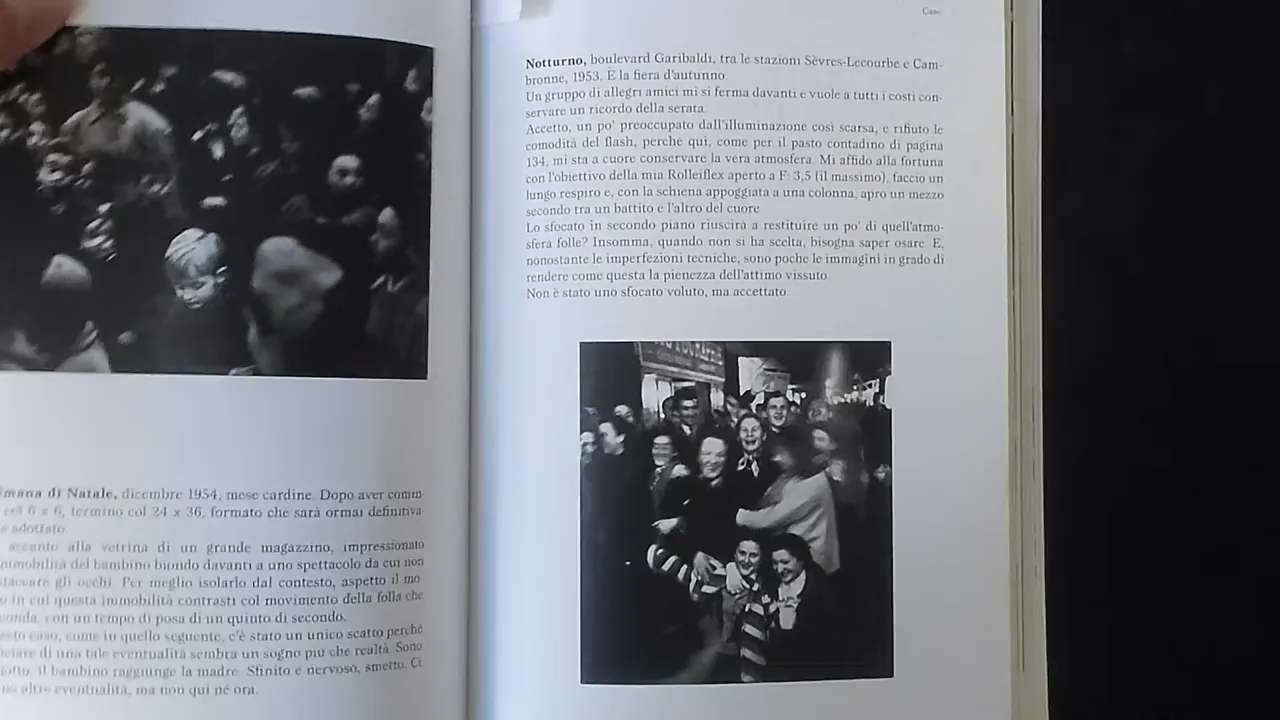 mana di Natale, dicembre 1954, mese cardine. Dopo aver comin-
col 6 x 6, termino col 24 x 36, formato che sarà ormai definitiva-
e adottato.
accanto alla vetrina di un grande magazzino, impressionato
immobilità del bambino biondo davanti a uno spettacolo da cui non
staccare gli occhi. Per meglio isolarlo dal contesto, aspetto il mo-
o in cui questa immobilità contrasti col movimento della folla che
onda, con un tempo di posa di un quinto di secondo.
sto caso, come in quello seguente, c'è stato un unico scatto perché
di una tale eventualità sembra un sogno più che realtà. Sono
il bambino raggiunge la madre. Sfinito e nervoso, smetto. Ci
no altre eventualità, ma non qui né ora.
Caso
Notturno, boulevard Garibaldi, tra le stazioni Sèvres-Lecourbe e Cam-
bronne, 1953. È la fiera d'autunno.
Un gruppo di allegri amici mi si ferma davanti e vuole a tutti i costi con-
servare un ricordo della serata.
Accetto, un po' preoccupato dall'illuminazione così scarsa, e rifiuto le
comodità del flash, perché qui, come per il pasto contadino di pagina
134, mi sta a cuore conservare la vera atmosfera. Mi affido alla fortuna
con l'obiettivo della mia Rolleiflex aperto a F: 3,5 (il massimo), faccio un
lungo respiro e, con la schiena appoggiata a una colonna, apro un mezzo
secondo tra un battito e l'altro del cuore.
Lo sfocato in secondo piano riuscirà a restituire un po' di quell'atmo-
sfera folle? Insomma, quando non si ha scelta, bisogna saper osare. E,
nonostante le imperfezioni tecniche, sono poche le immagini in grado di
rendere come questa la pienezza dell'attimo vissuto.
Non è stato uno sfocato voluto, ma accettato.